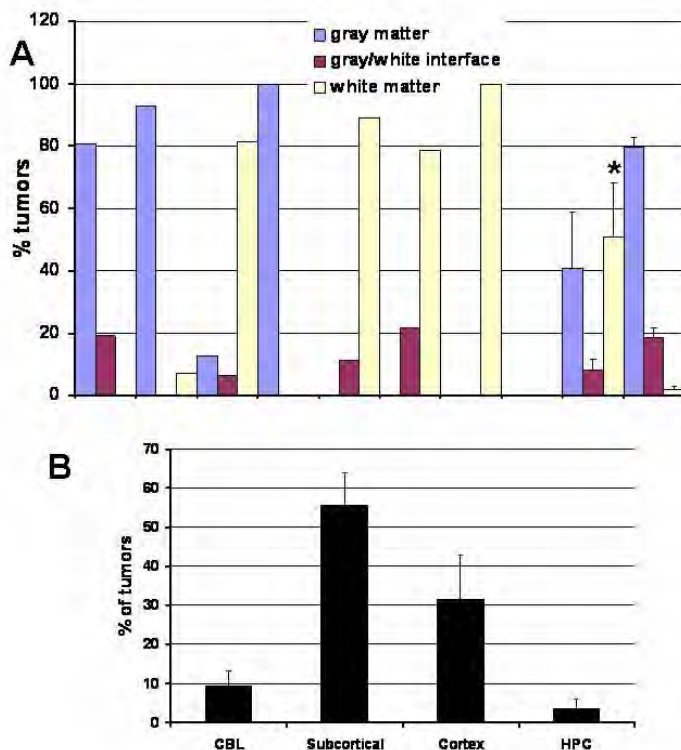 A
gray matter
gray/white interface
white matter
% tumors
120
100
80
60
40
20
0
*
B
% of tumors
70
60
50
40
30
20
10
0
CBL
Subcortical
Cortex
HPC